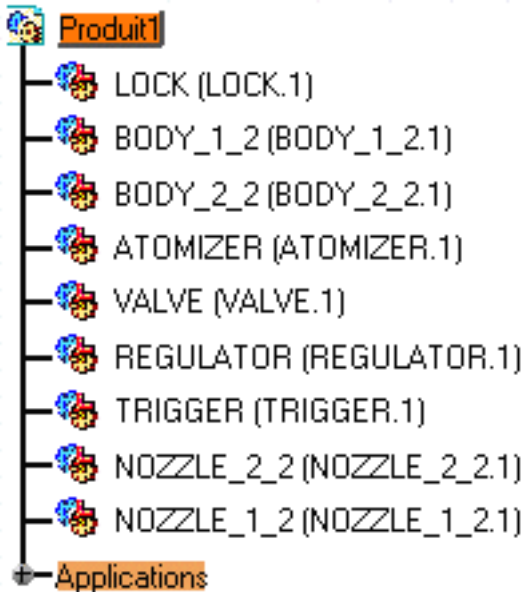 Produit1
LOCK (LOCK.1)
BODY_1_2 (BODY_1_2.1)
BODY_2_2 (BODY_2_2.1)
ATOMIZER (ATOMIZER.1)
VALVE (VALVE.1)
REGULATOR (REGULATOR.1)
TRIGGER (TRIGGER.1)
NOZZLE_2_2 (NOZZLE_2_2.1)
NOZZLE_1_2 (NOZZLE_1_2.1)
Applications